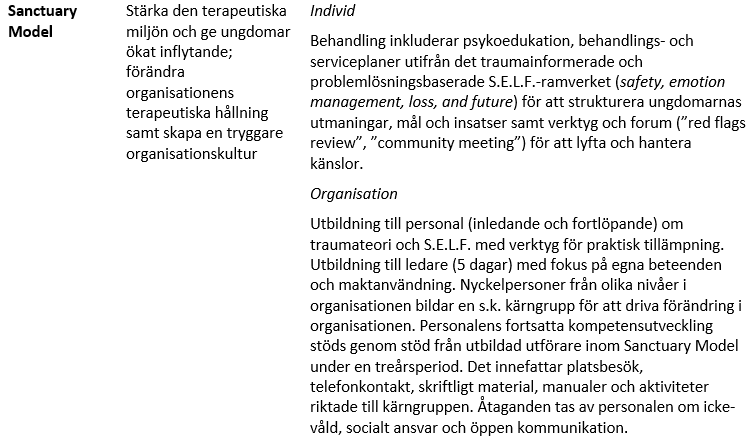 Sanctuary
Model
Stärka den terapeutiska
miljön och ge ungdomar
ökat inflytande;
förändra
organisationens
terapeutiska hållning
samt skapa en tryggare
organisationskultur
Individ
Behandling inkluderar psykoedukation, behandlings- och
serviceplaner utifrån det traumainformerade och
problemlösningsbaserade S.E.L.F.-ramverket (safety, emotion
management, loss, and future) för att strukturera ungdomarnas
utmaningar, mål och insatser samt verktyg och forum (”red flags
review”, ”community meeting”) för att lyfta och hantera
känslor.
Organisation
Utbildning till personal (inledande och fortlöpande) om
traumateori och S.E.L.F. med verktyg för praktisk tillämpning.
Utbildning till ledare (5 dagar) med fokus på egna beteenden
och maktanvändning. Nyckelpersoner från olika nivåer i
organisationen bildar en s.k. kärngrupp för att driva förändring i
organisationen. Personalens fortsatta kompetensutveckling
stöds genom stöd från utbildad utförare inom Sanctuary Model
under en treårsperiod. Det innefattar platsbesök,
telefonkontakt, skriftligt material, manualer och aktiviteter
riktade till kärngruppen. Åtaganden tas av personalen om icke-
våld, socialt ansvar och öppen kommunikation.